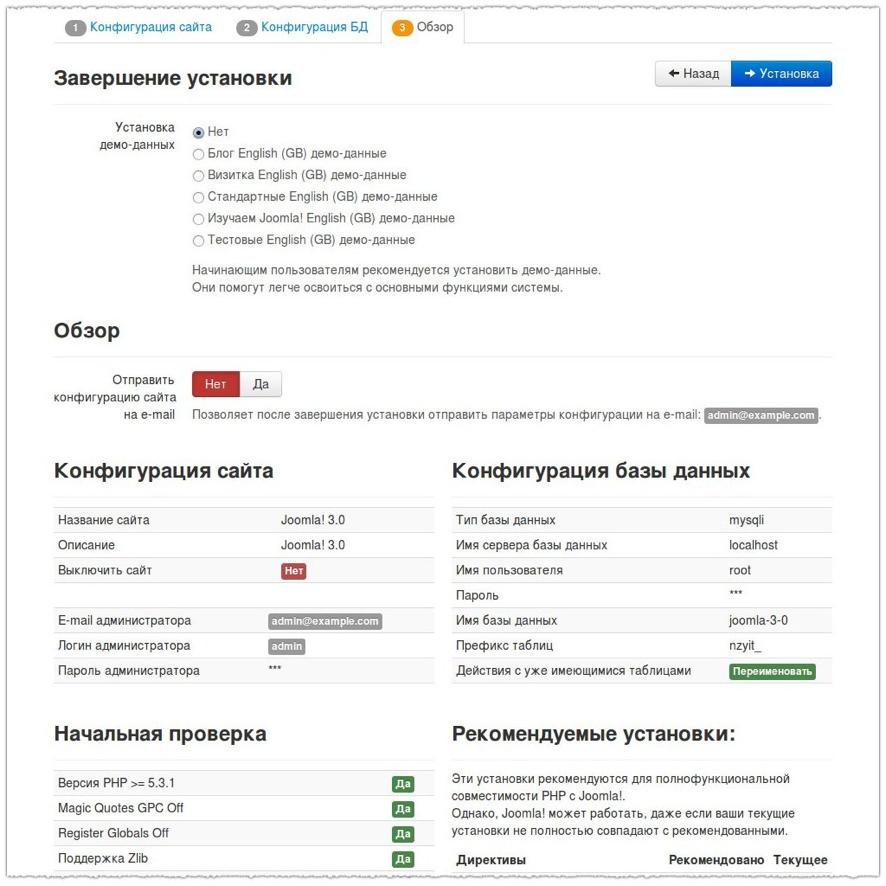 1 Конфигурация сайта 2 Конфигурация БД 3 Обзор
Завершение установки
Назад Установка
Установка
демо-данных
Нет
Блог English (GB) демо-данные
Визитка English (GB) демо-данные
Стандартные English (GB) демо-данные
Изучаем Joomla! English (GB) демо-данные
Тестовые English (GB) демо-данные
Начинающим пользователям рекомендуется установить демо-данные.
Они помогут легче освоиться с основными функциями системы.
Обзор
Отправить
конфигурацию сайта
на e-mail
Нет Да
Позволяет после завершения установки отправить параметры конфигурации на e-mail: admin@example.com.
Конфигурация сайта
Название сайта Joomla! 3.0
Описание Joomla! 3.0
Выключить сайт Нет
E-mail администратора admin@example.com
Логин администратора admin
Пароль администратора ***
Конфигурация базы данных
Тип базы данных mysqli
Имя сервера базы данных localhost
Имя пользователя root
Пароль ***
Имя базы данных joomla-3-0
Префикс таблиц nzyit_
Действия с уже имеющимися таблицами Переименовать
Начальная проверка
Версия PHP >= 5.3.1 Да
Magic Quotes GPC Off Да
Register Globals Off Да
Поддержка Zlib Да
Рекомендуемые установки:
Эти установки рекомендуются для полнофункциональной
совместимости PHP с Joomla!.
Однако, Joomla! может работать, даже если ваши текущие
установки не полностью совпадают с рекомендованными.
Директивы Рекомендовано Текущее